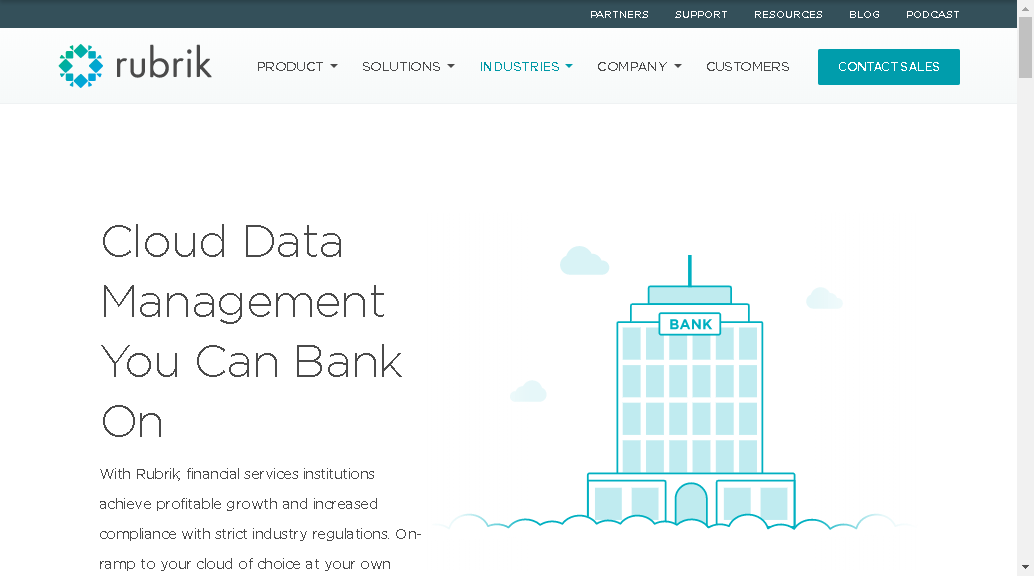 PARTNERS SUPPORT RESOURCES BLOG PODCAST
rubrik PRODUCT SOLUTIONS INDUSTRIES COMPANY CUSTOMERS CONTACT SALES
Cloud Data
Management
You Can Bank
On
BANK
With Rubrik, financial services institutions
achieve profitable growth and increased
compliance with strict industry regulations. On-
ramp to your cloud of choice at your own